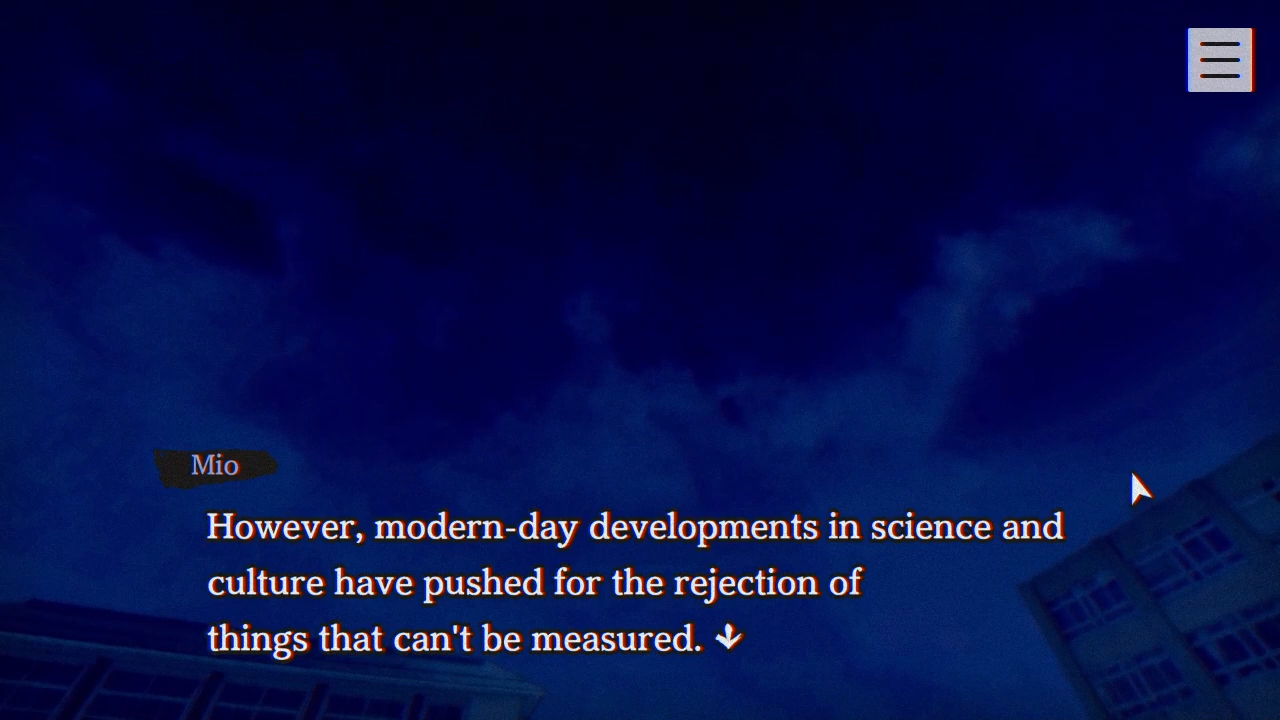 Mio
However, modern-day developments in science and
culture have pushed for the rejection of
things that can't be measured.